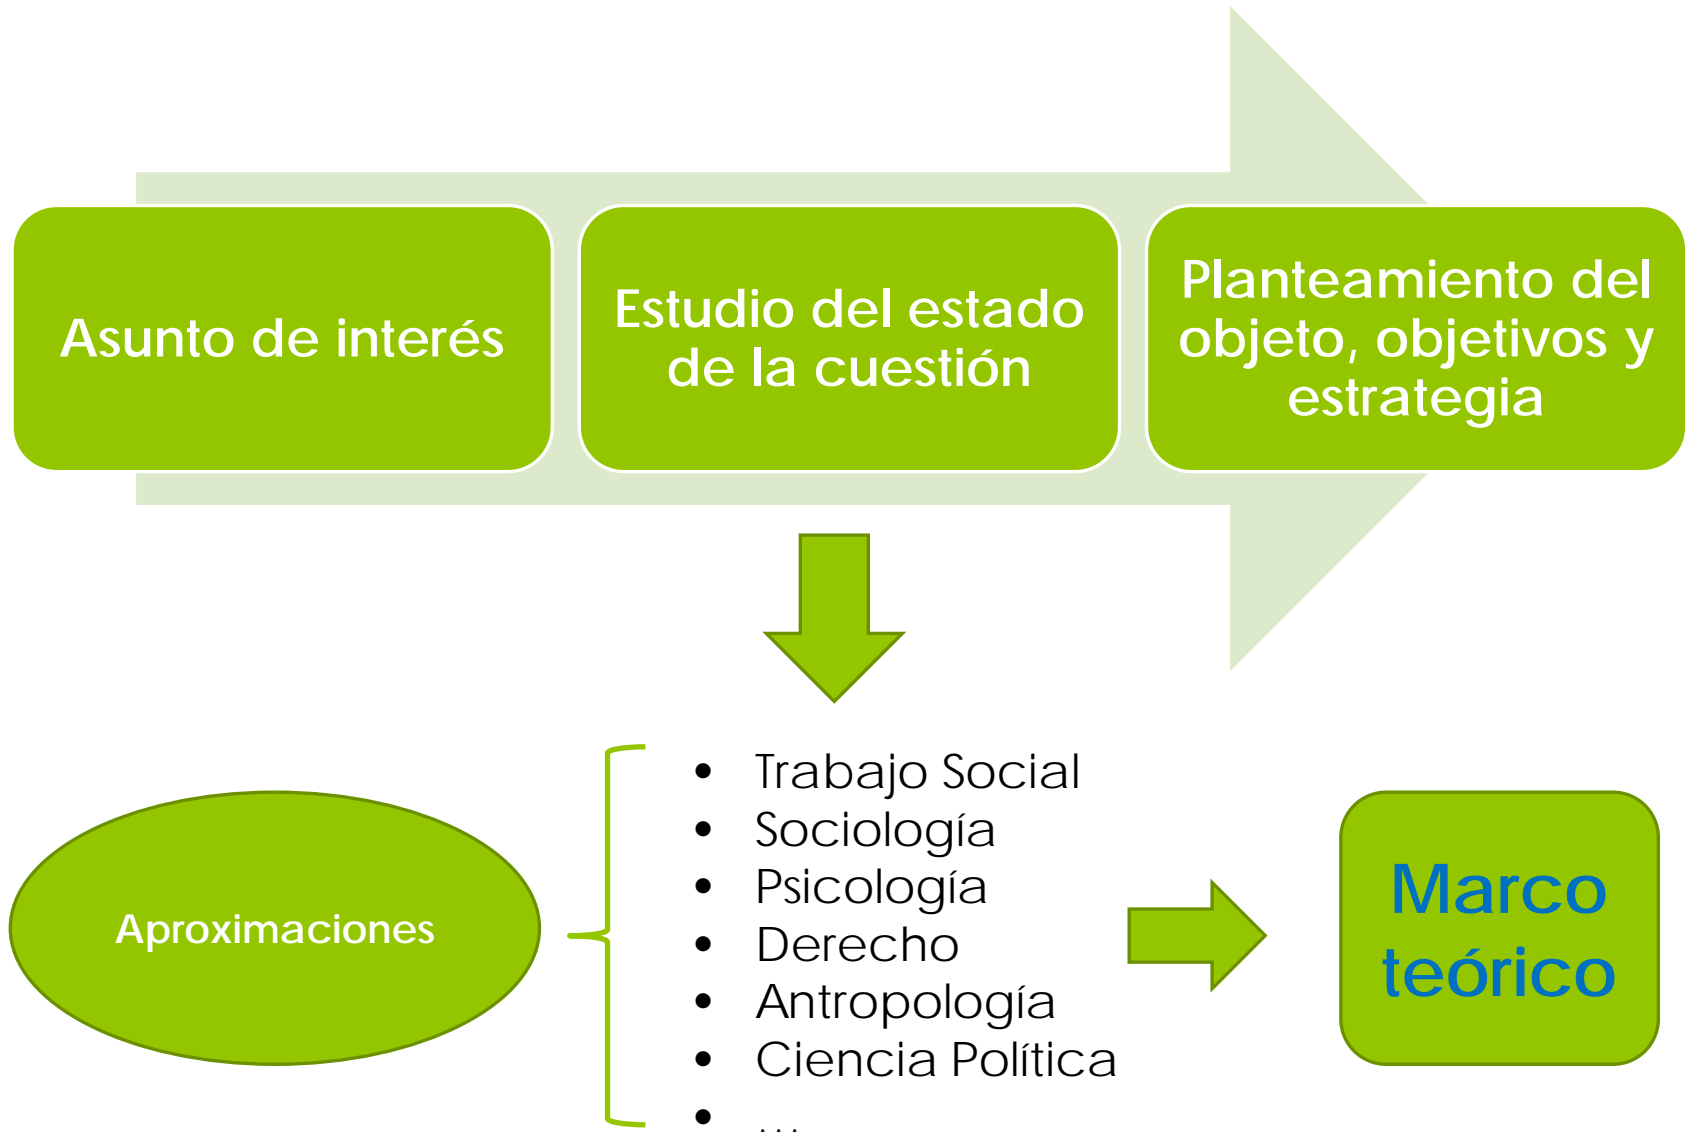 Asunto de interés
Estudio del estado
de la cuestión
Planteamiento del
objeto, objetivos y
estrategia
Aproximaciones
• Trabajo Social
• Sociología
• Psicología
• Derecho
• Antropología
• Ciencia Política
• ...
Marco
teórico